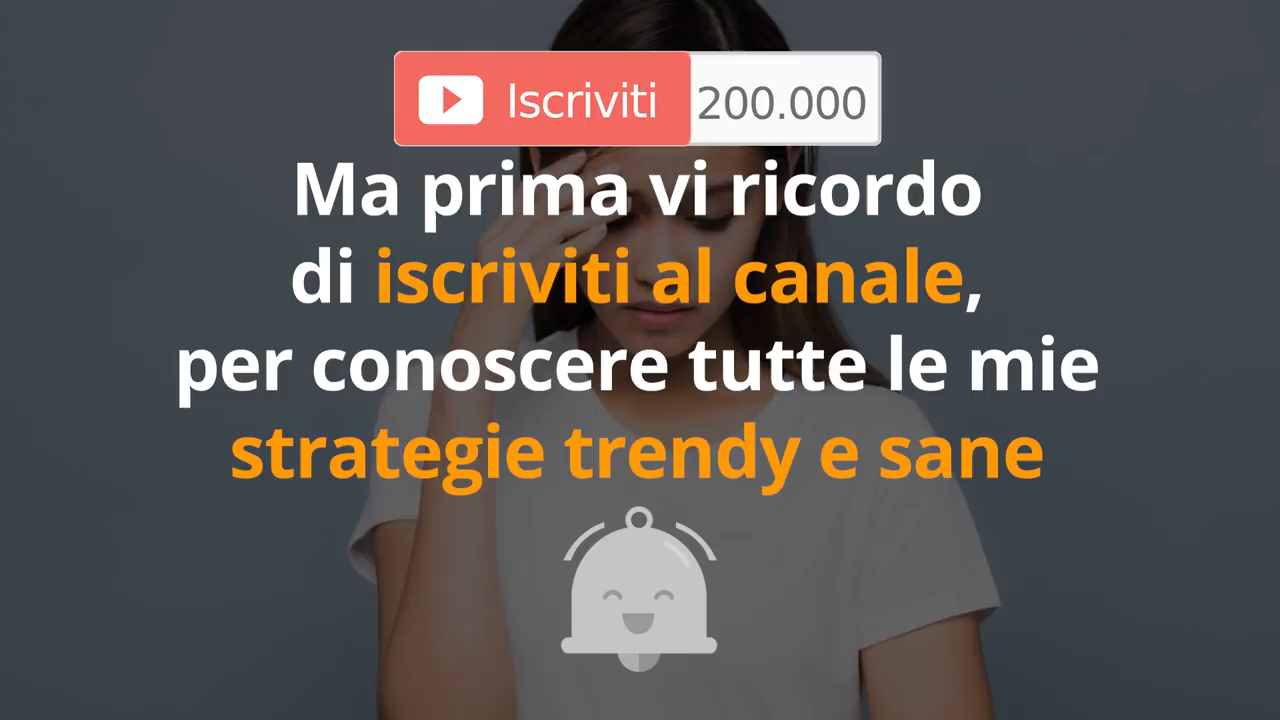 Iscriviti 200.000
Ma prima vi ricordo
di iscriviti al canale,
per conoscere tutte le mie
strategie trendy e sane